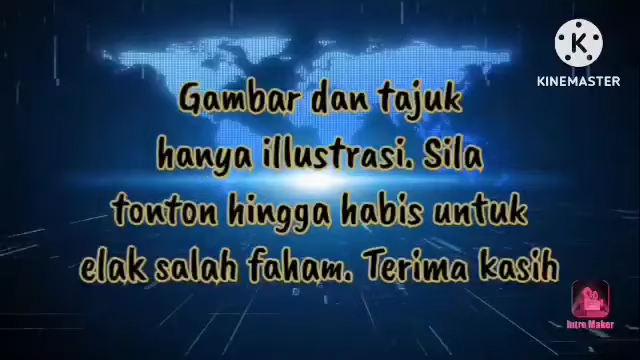 KINEMASTER
Gambar dan tajuk
hanya illustrasi. Sila
tonton hingga habis untuk
elak salah faham. Terima kasih
Intro Maker